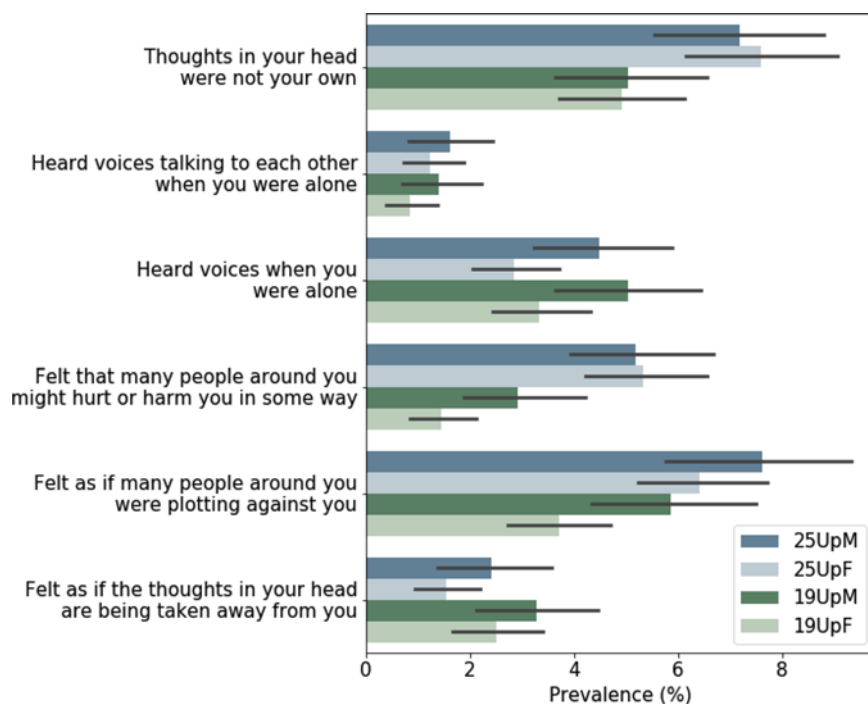 Thoughts in your head
were not your own
Heard voices talking to each other
when you were alone
Heard voices when you
were alone
Felt that many people around you
might hurt or harm you in some way
Felt as if many people around you
were plotting against you
Felt as if the thoughts in your head
are being taken away from you
25UpM
25UpF
19UpM
19UpF
0 2 4 6 8
Prevalence (%)